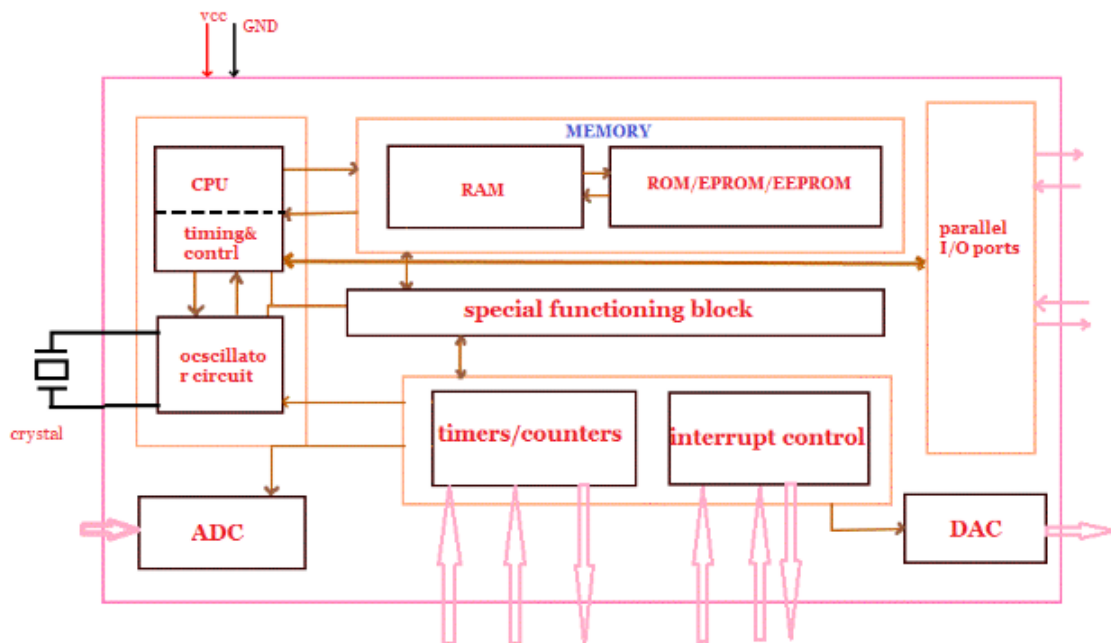 vcc
GND
MEMORY
CPU
RAM
ROM/EPROM/EEPROM
timing&
contrl
parallel
I/O ports
special functioning block
ocscillato
r circuit
crystal
timers/counters
interrupt control
ADC
DAC